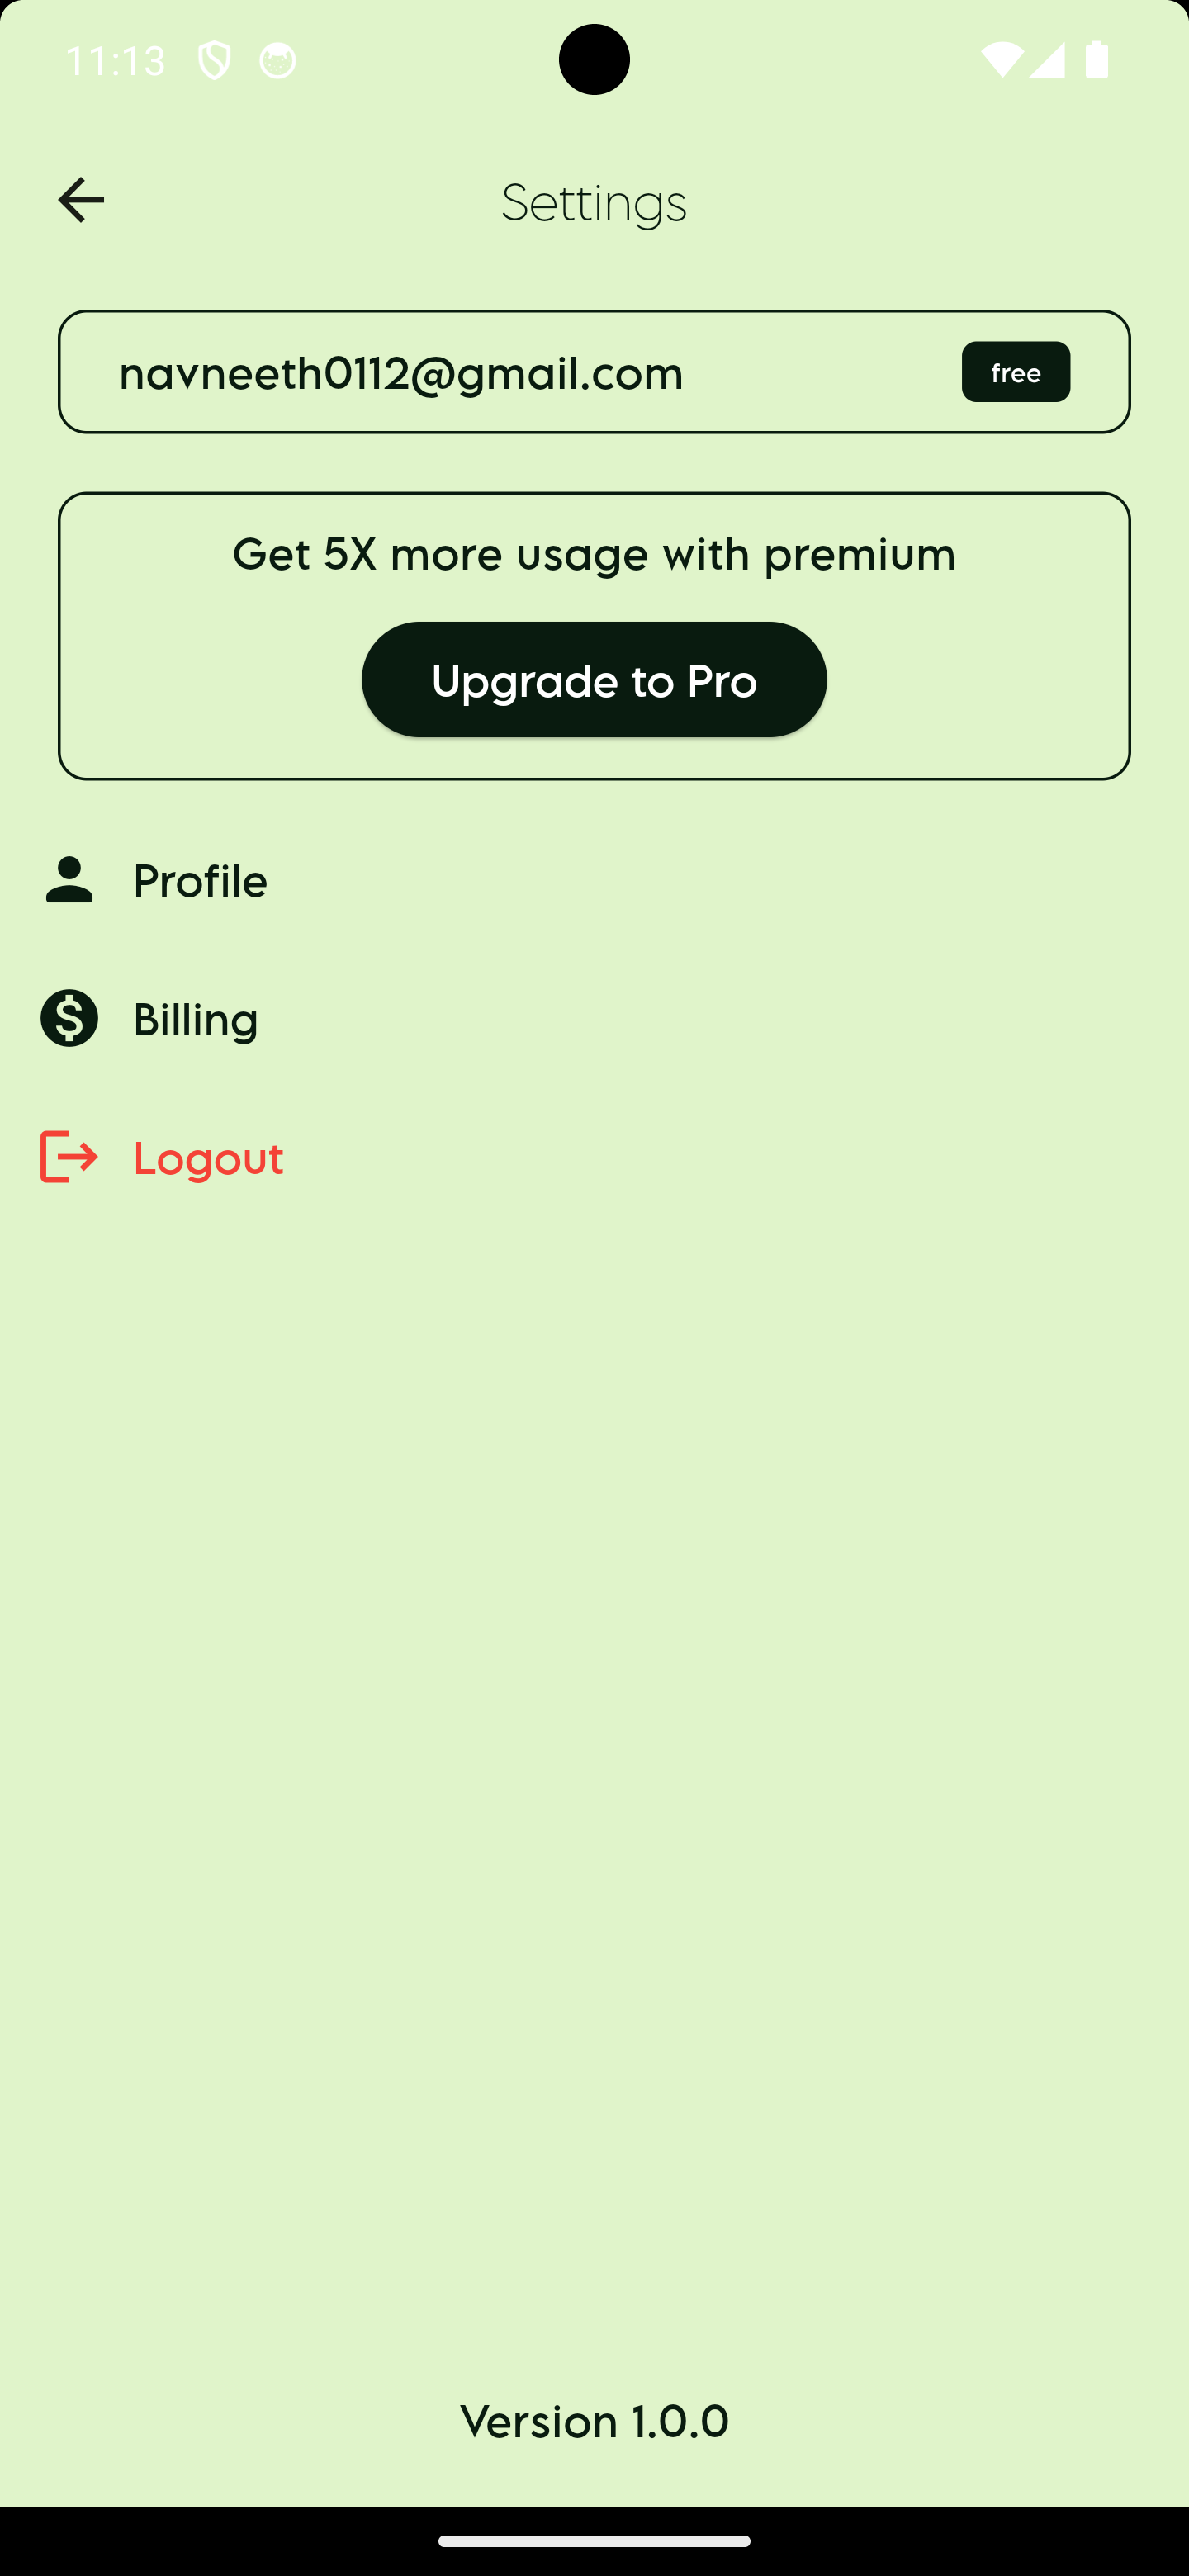 11:13
Settings
navneeth0112@gmail.com free
Get 5X more usage with premium
Upgrade to Pro
Profile
Billing
Logout
Version 1.0.0